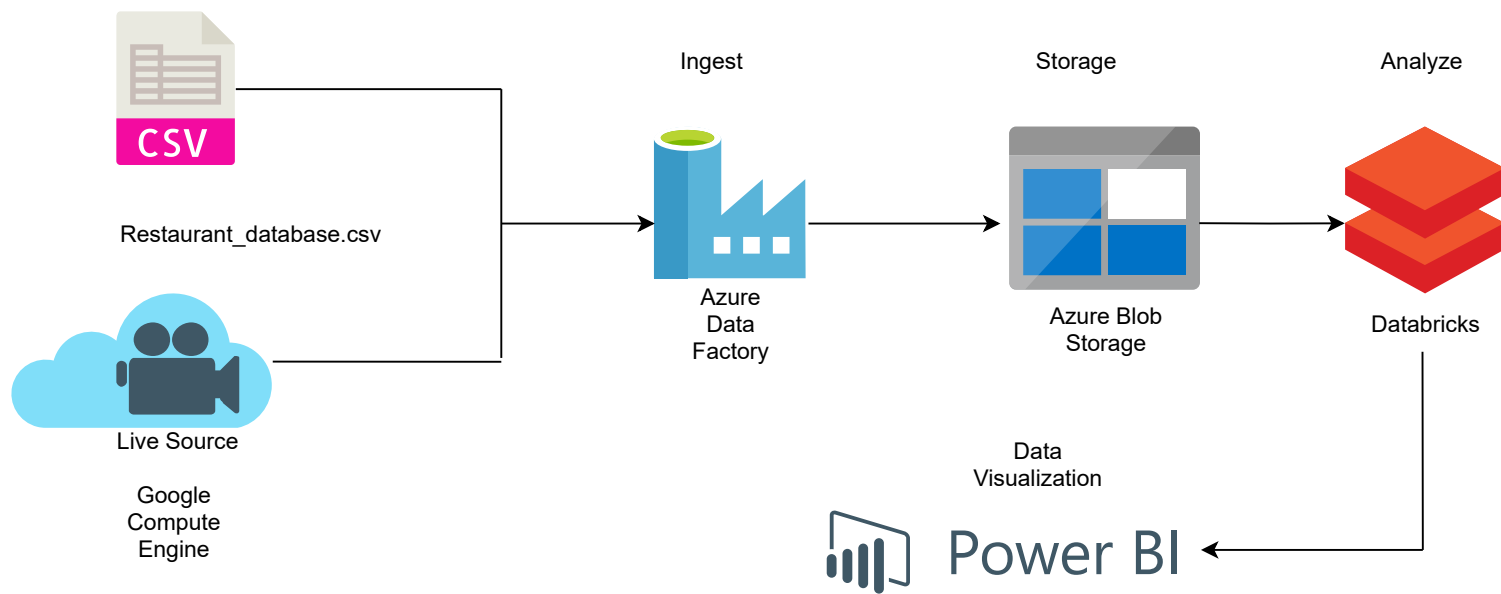 CSV
Restaurant_database.csv
Live Source
Google
Compute
Engine
Ingest
Azure
Data
Factory
Storage
Azure Blob
Storage
Analyze
Databricks
Data
Visualization
Power BI